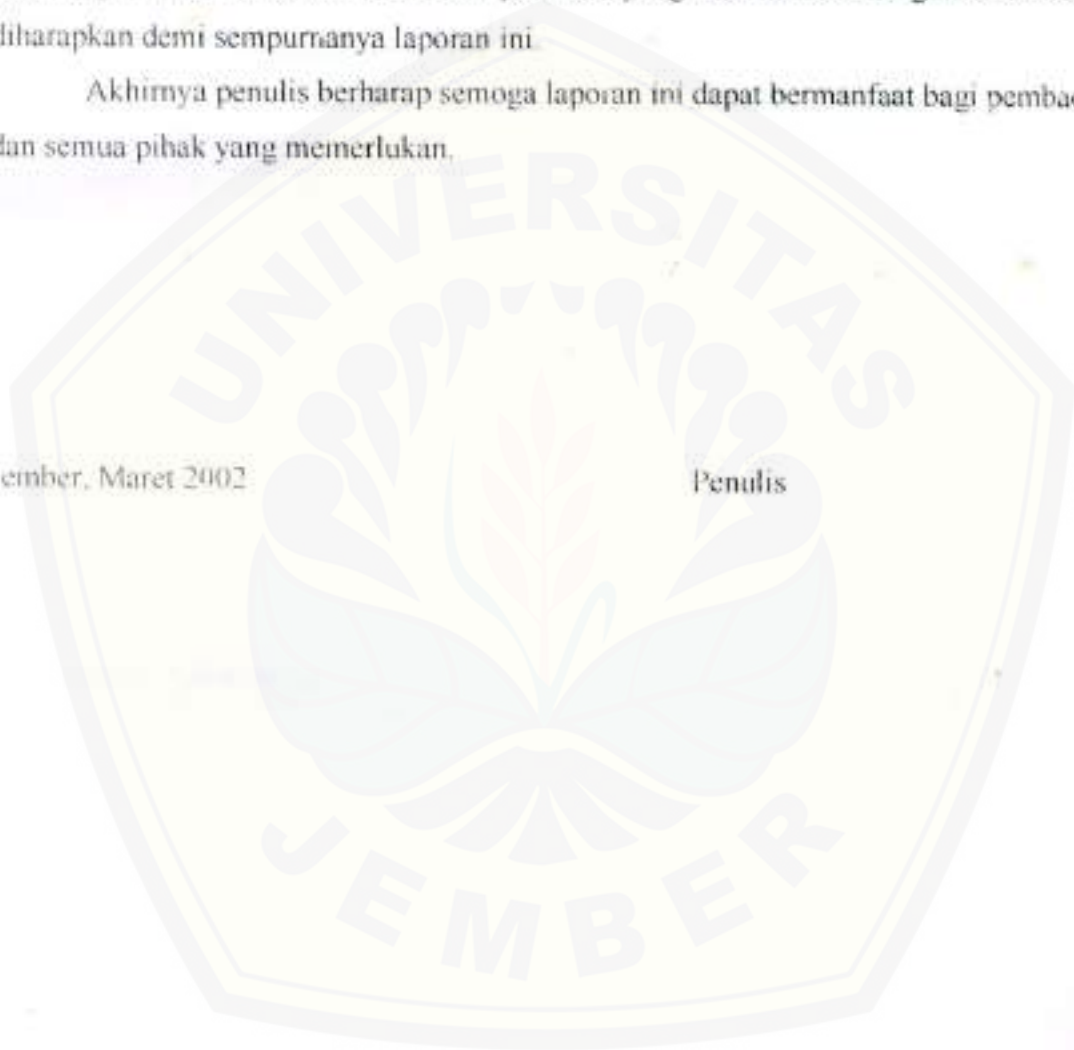 diharapkan demi sempurnanya laporan ini
Akhirnya penulis berharap semoga laporan ini dapat bermanfaat bagi
dan semua pihak yang memerlukan.
UNIVERSITAS
ember, Maret 2002 Penulis
JEMBER